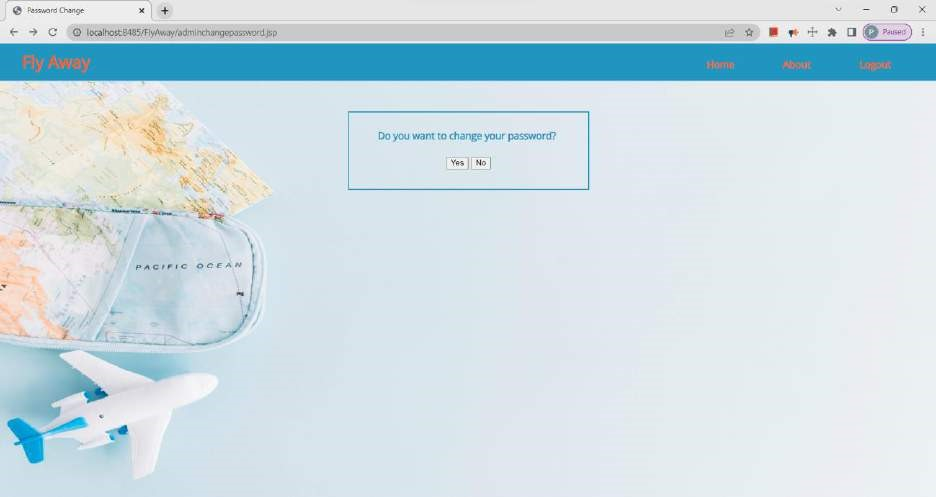 Password Change
localhost:8485/FlyAway/adminchangepassword.jsp
P Paused
Fly Away
Home About Logout
Do you want to change your password?
Yes No
PACIFIC OCEAN